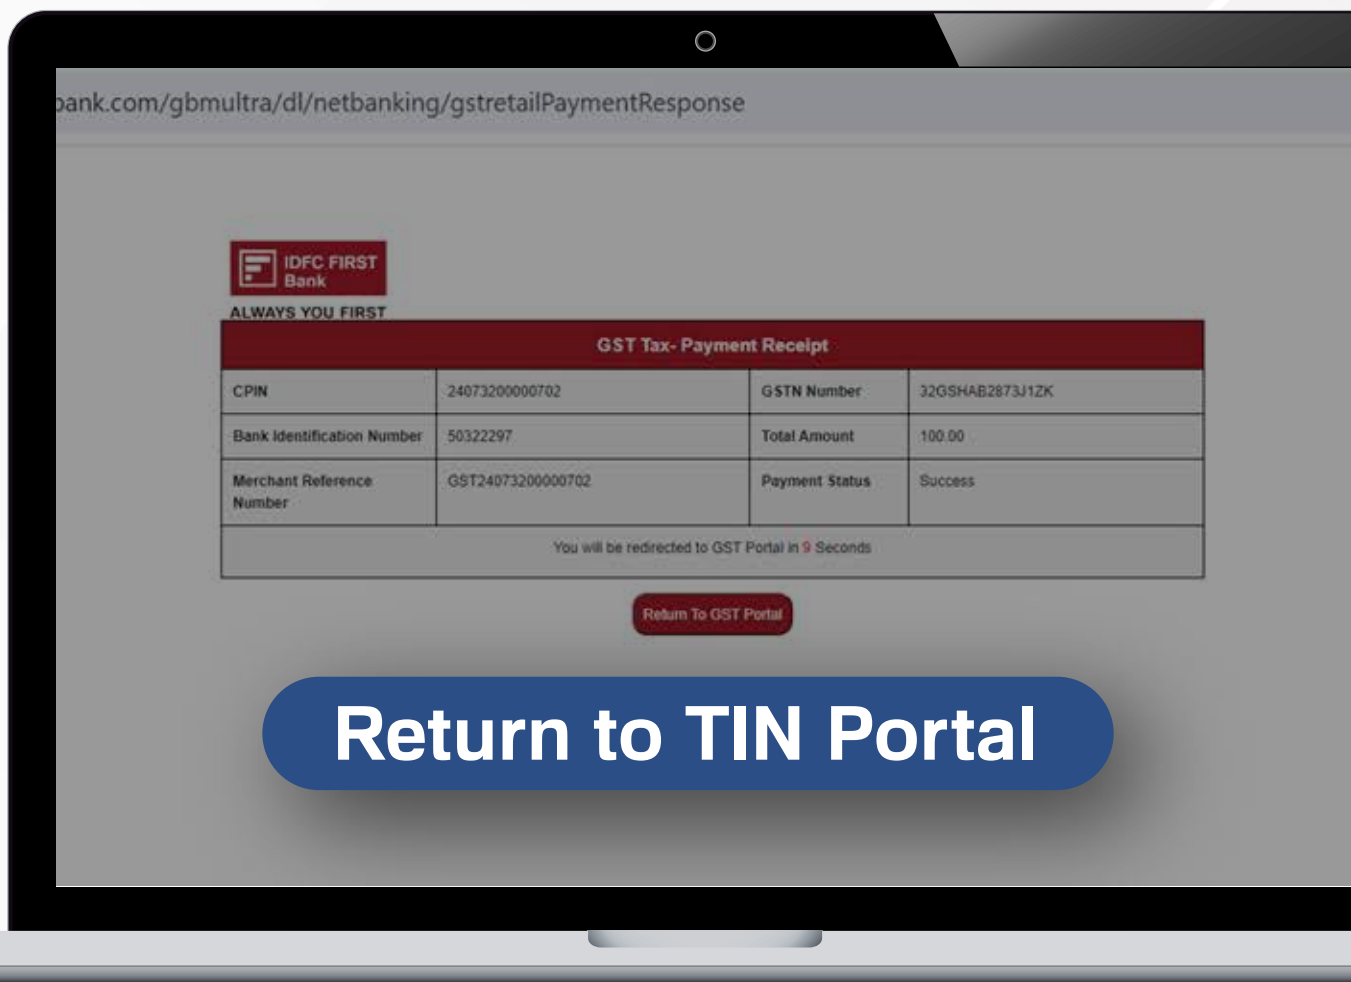 bank.com/gbmultra/dl/netbanking/gstretailPaymentResponse
IDFC FIRST
Bank
ALWAYS YOU FIRST
GST Tax- Payment Receipt
CPIN 24073200000702 GSTN Number 32GSHAB2873J1ZK
Bank Identification Number 50322297 Total Amount 100.00
Merchant Reference GST24073200000702 Payment Status Success
Number
You will be redirected to GST Portal in 9 Seconds
Return To GST Portal
Return to TIN Portal